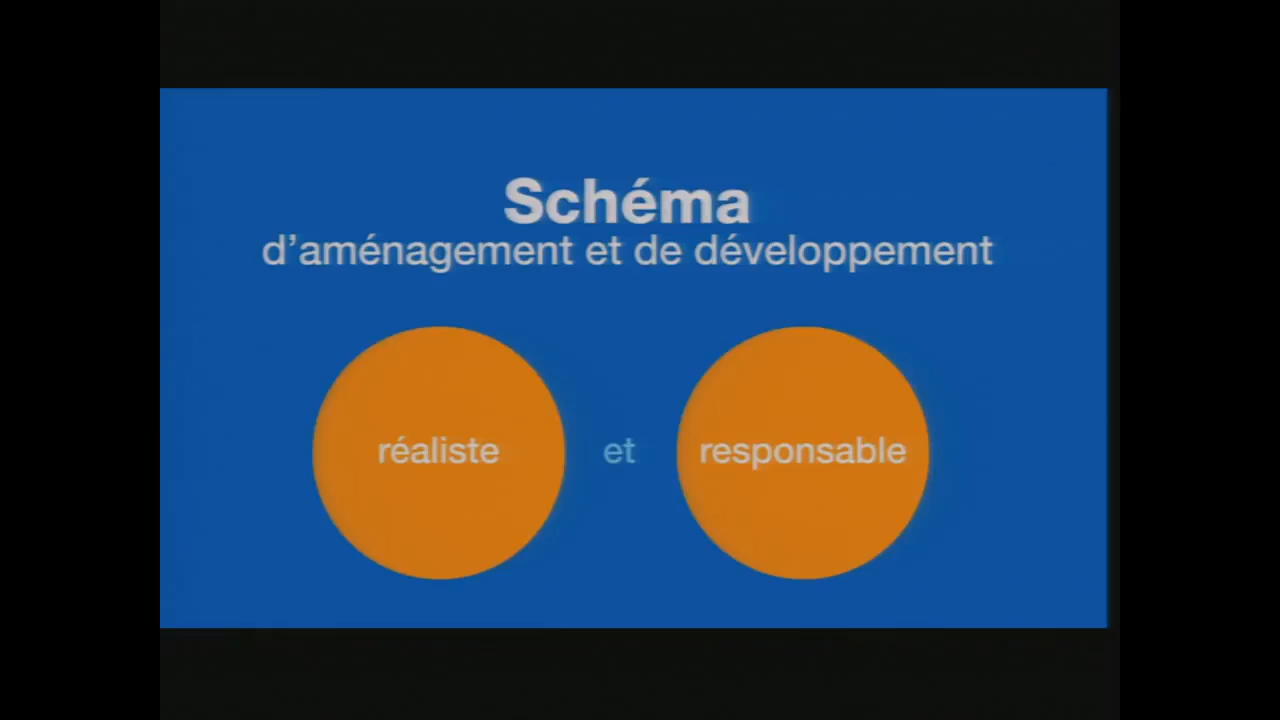 Schéma
d’aménagement et de développement
réaliste et responsable